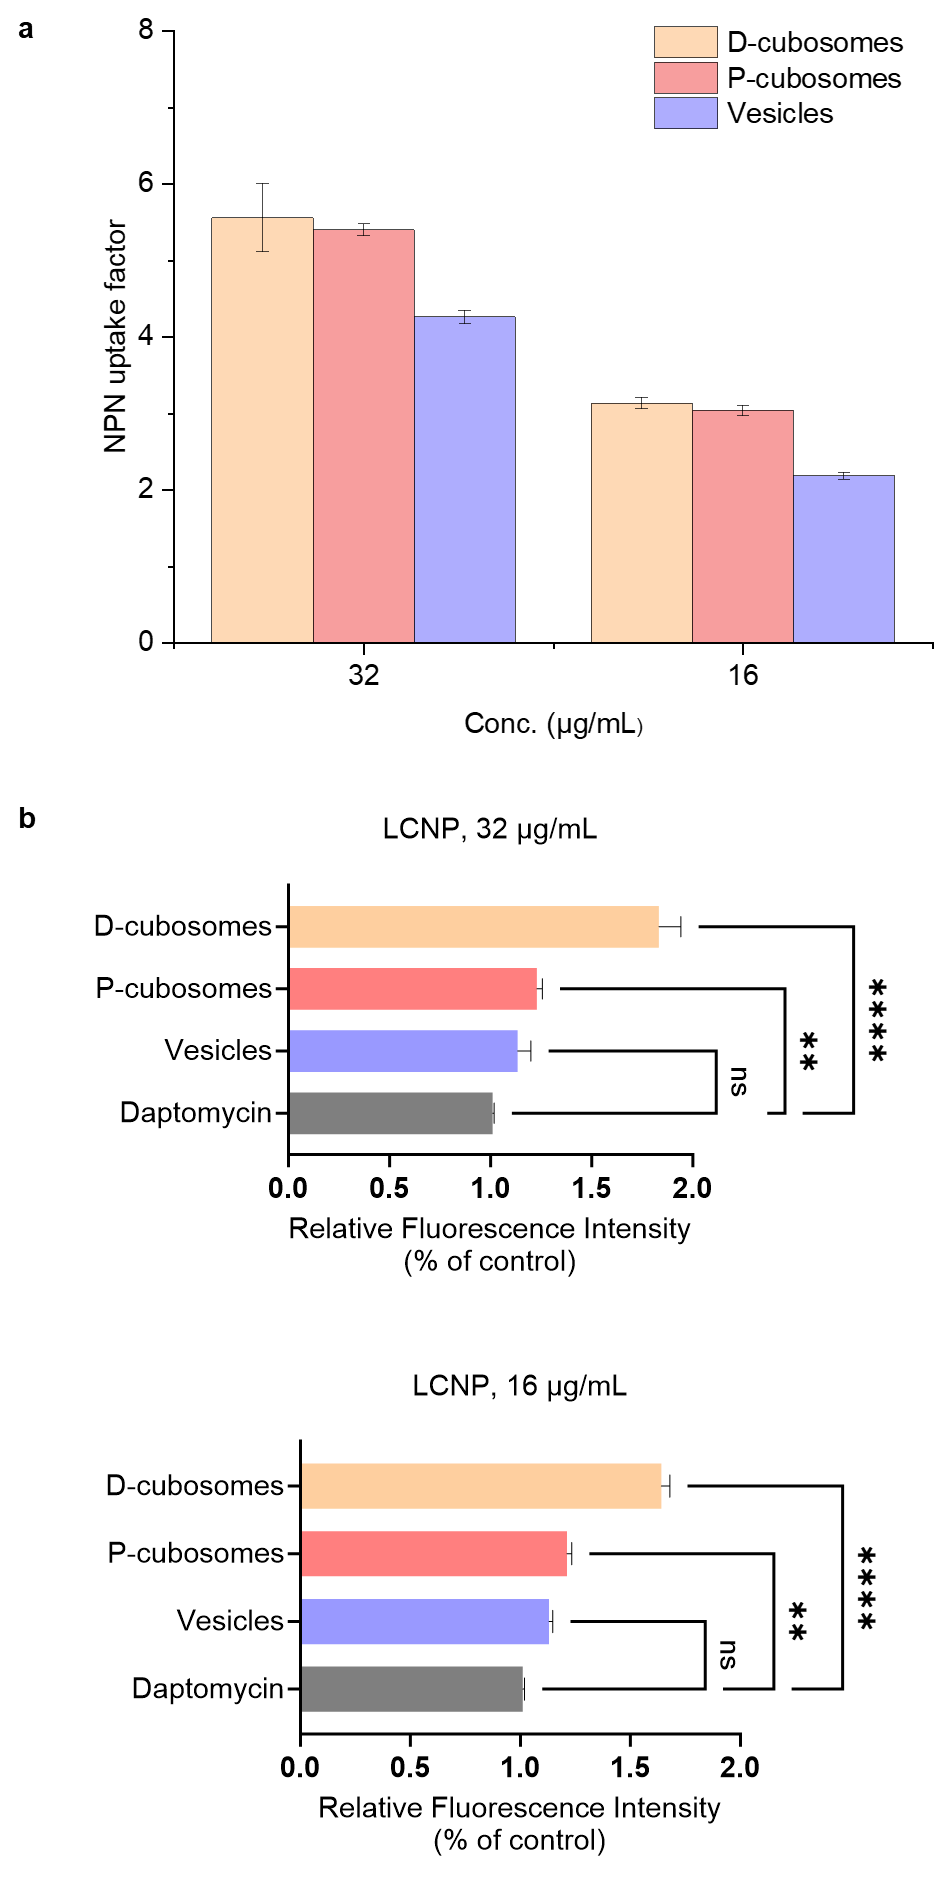 a
8
6
4
2
0
NPN uptake factor
D-cubosomes
P-cubosomes
Vesicles
32
16
Conc. (µg/mL)
b
LCNP, 32 µg/mL
D-cubosomes
P-cubosomes
Vesicles
Daptomycin
ns
**
****
0.0 0.5 1.0 1.5 2.0
Relative Fluorescence Intensity
(% of control)
LCNP, 16 µg/mL
D-cubosomes
P-cubosomes
Vesicles
Daptomycin
ns
**
****
0.0 0.5 1.0 1.5 2.0
Relative Fluorescence Intensity
(% of control)